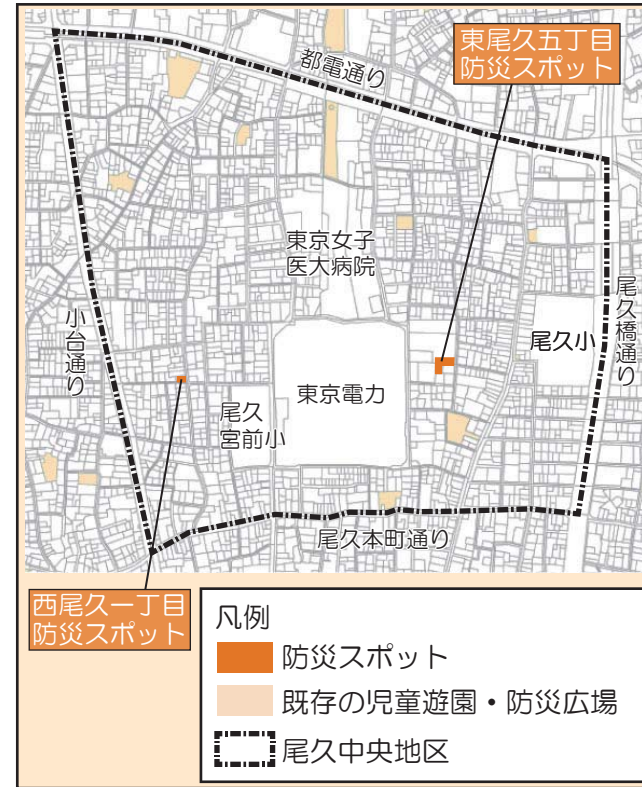 東尾久五丁目
防災スポット
都電通り
東京女子
医大病院
尾久橋通り
小台通り
尾久小
東京電力
尾久
宮前小
尾久本町通り
西尾久一丁目
防災スポット
凡例
防災スポット
既存の児童遊園・防災広場
尾久中央地区